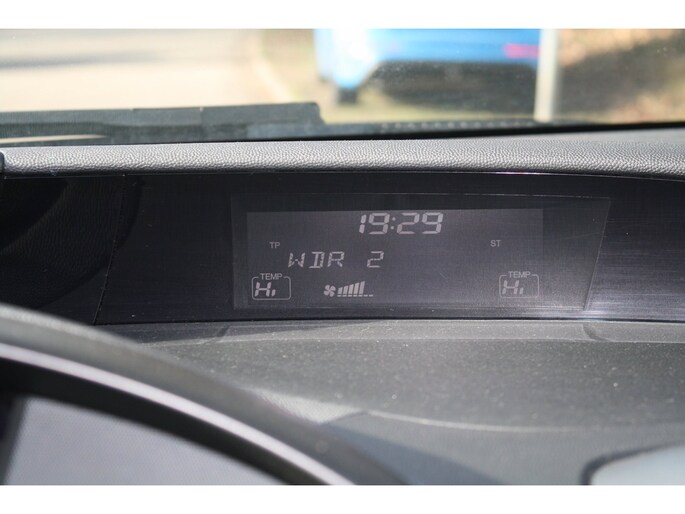 19:29
TP ST
WDR 2
TEMP TEMP
Hi Hi